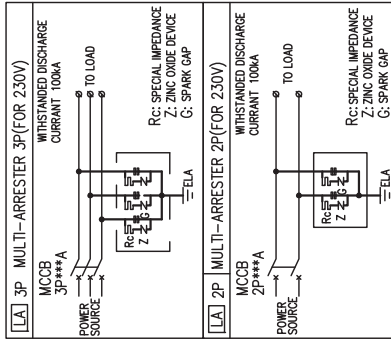 LA 3P MULTI-ARRESTER 3P(FOR 230V)
MCCB
3P***A
WITHSTANDED DISCHARGE
CURRANT 100kA
POWER
SOURCE
TO LOAD
Rc
Z
G
Rc: SPECIAL IMPEDANCE
Z: ZINC OXIDE DEVICE
G: SPARK GAP
ELA
LA 2P MULTI-ARRESTER 2P(FOR 230V)
MCCB
2P***A
WITHSTANDED DISCHARGE
CURRANT 100kA
POWER
SOURCE
TO LOAD
Rc
Z
G
Rc: SPECIAL IMPEDANCE
Z: ZINC OXIDE DEVICE
G: SPARK GAP
ELA